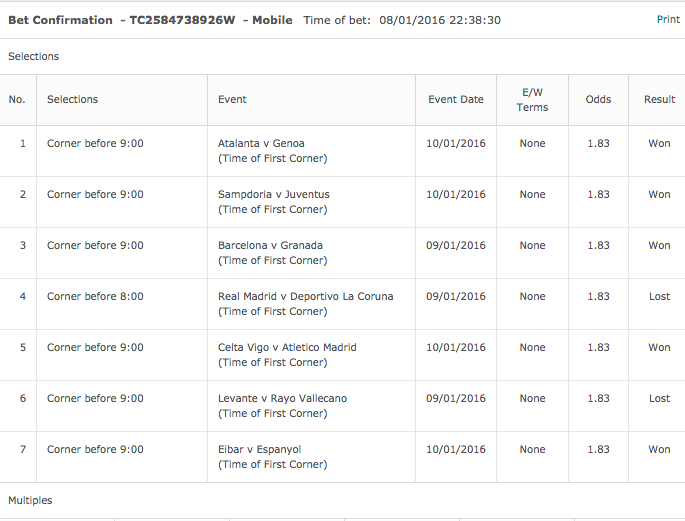 Bet Confirmation - TC2584738926W - Mobile Time of bet: 08/01/2016 22:38:30 Print
Selections
No. Selections Event Event Date E/W Terms Odds Result
1 Corner before 9:00 Atalanta v Genoa 10/01/2016 None 1.83 Won
(Time of First Corner)
2 Corner before 9:00 Sampdoria v Juventus 10/01/2016 None 1.83 Won
(Time of First Corner)
3 Corner before 9:00 Barcelona v Granada 09/01/2016 None 1.83 Won
(Time of First Corner)
4 Corner before 8:00 Real Madrid v Deportivo La Coruna 09/01/2016 None 1.83 Lost
(Time of First Corner)
5 Corner before 9:00 Celta Vigo v Atletico Madrid 10/01/2016 None 1.83 Won
(Time of First Corner)
6 Corner before 9:00 Levante v Rayo Vallecano 09/01/2016 None 1.83 Lost
(Time of First Corner)
7 Corner before 9:00 Eibar v Espanyol 10/01/2016 None 1.83 Won
(Time of First Corner)
Multiples